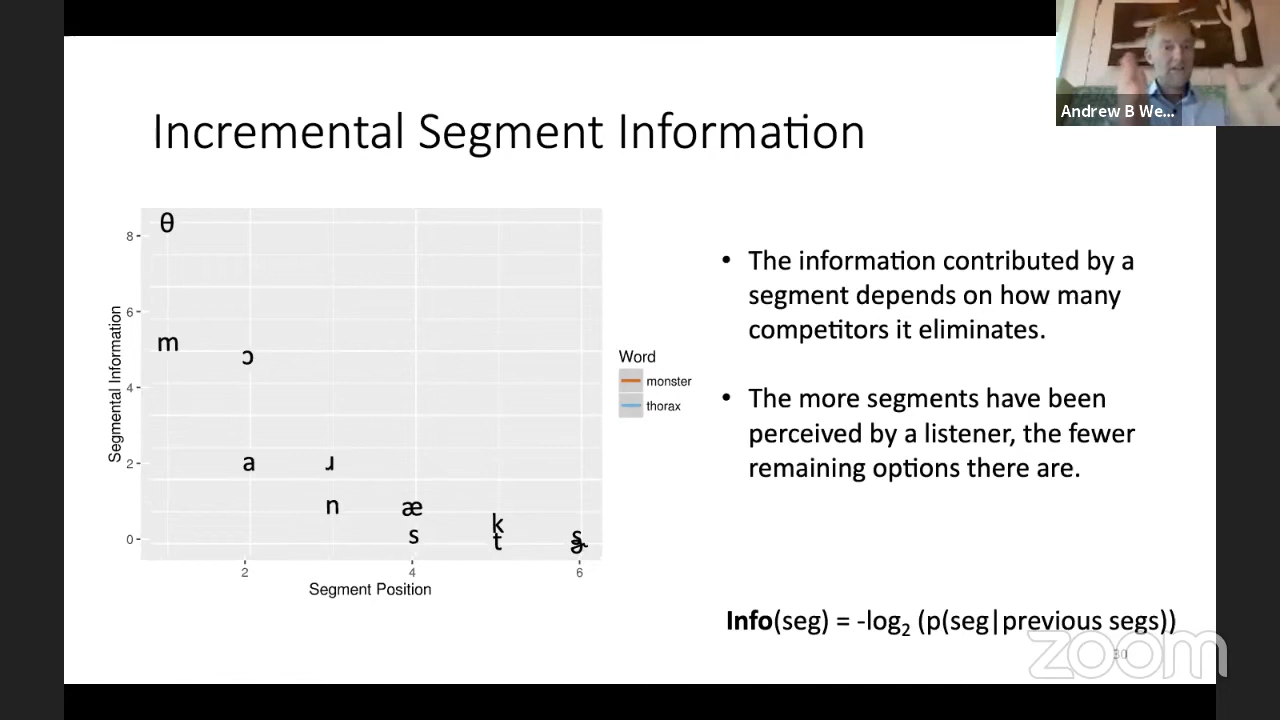 Andrew B We...
Incremental Segment Information
θ
8
6
4
2
0
Segmental Information
m
ɔ
a
ɹ
n
æ
s
k
t
s
ɚ
2
4
6
Segment Position
Word
monster
thorax
• The information contributed by a
segment depends on how many
competitors it eliminates.
• The more segments have been
perceived by a listener, the fewer
remaining options there are.
Info(seg) = -log₂ (p(seg|previous segs))
30
zoom